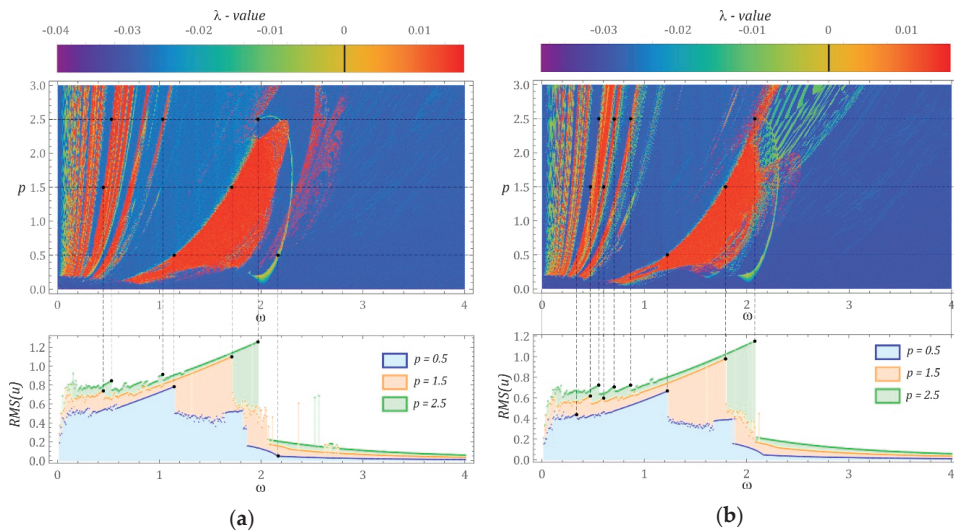 λ - value
-0.04 -0.03 -0.02 -0.01 0 0.01
3.0
2.5
2.0
p 1.5
1.0
0.5
0.0
0 1 2 3 4
ω
1.2
1.0
0.8
0.6
0.4
0.2
0.0
RMS(u)
p = 0.5
p = 1.5
p = 2.5
0 1 2 3 4
ω
(a)
λ - value
-0.03 -0.02 -0.01 0 0.01
3.0
2.5
2.0
p 1.5
1.0
0.5
0.0
0 1 2 3 4
ω
1.2
1.0
0.8
0.6
0.4
0.2
0.0
RMS(u)
p = 0.5
p = 1.5
p = 2.5
0 1 2 3 4
ω
(b)